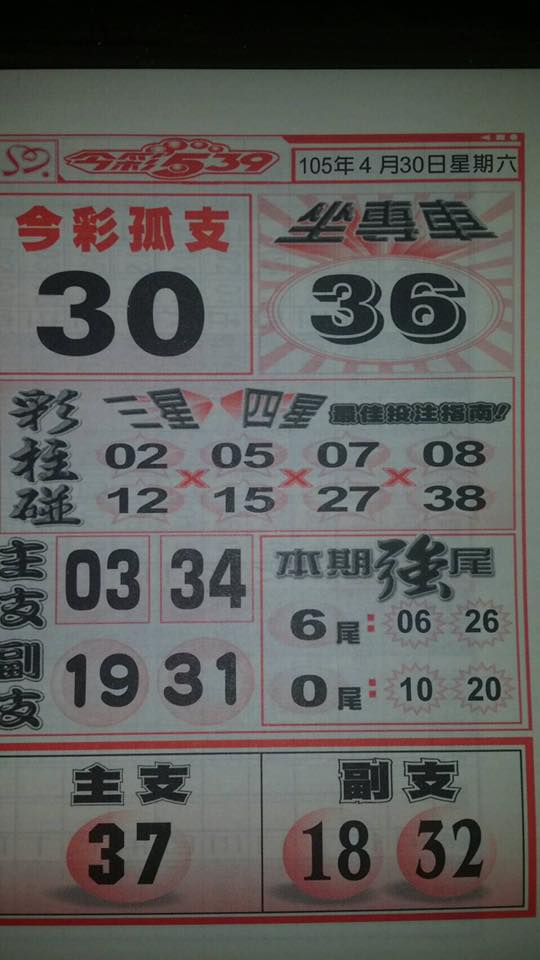 今彩539
105年4月30日星期六
今彩孤支
30
坐專車
36
彩柱碰
三星 四星 最佳投注指南!!
02 × 05 × 07 × 08
12 15 27 38
主支
03 34
副支
19 31
本期強尾
6尾: 06 26
0尾: 10 20
主支
37
副支
18 32